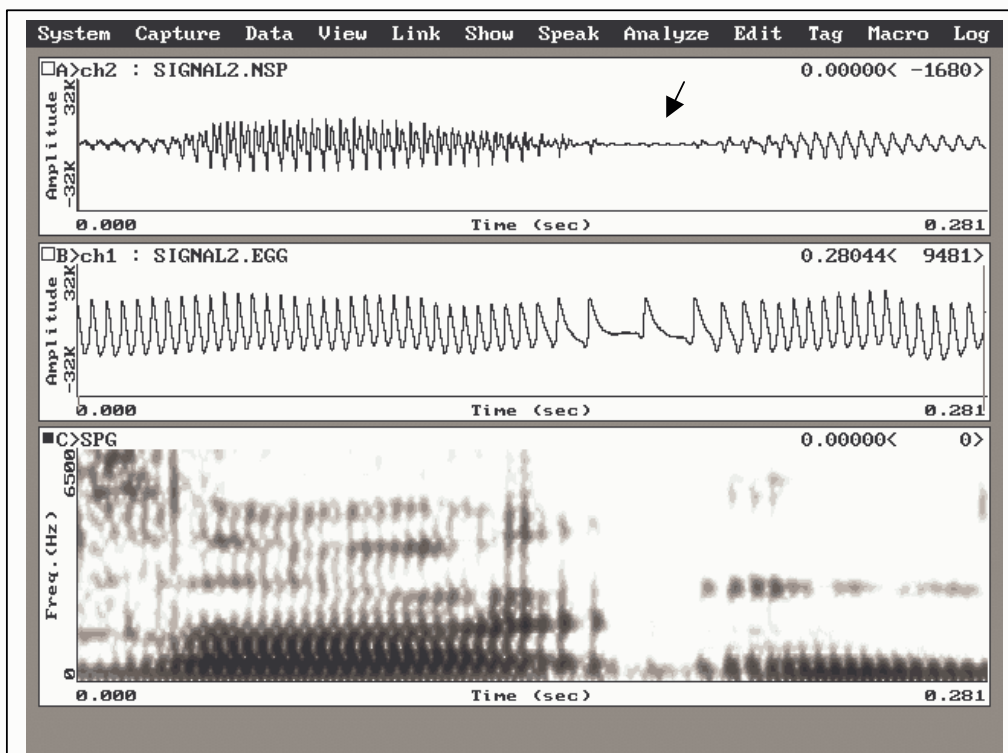 System Capture Data View Link Show Speak Analyze Edit Tag Macro Log
A>ch2 : SIGNAL2.NSP 0.00000< -1680>
Amplitude
32K
-32K
0.000 Time (sec) 0.281
B>ch1 : SIGNAL2.EGG 0.28044< 9481>
Amplitude
32K
-32K
0.000 Time (sec) 0.281
C>SPG 0.00000< 0>
Freq.(Hz)
6500
0
0.000 Time (sec) 0.281